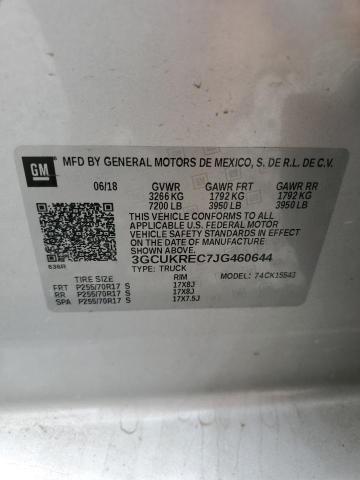 GM MFD BY GENERAL MOTORS DE MEXICO, S. DE R.L. DE C.V.
06/18 GVWR GAWR FRT GAWR RR
3266 KG 1792 KG 1792 KG
7200 LB 3950 LB 3950 LB
THIS VEHICLE CONFORMS TO ALL
APPLICABLE U.S. FEDERAL MOTOR
VEHICLE SAFETY STANDARDS IN EFFECT
ON THE DATE OF MANUFACTURE
SHOWN ABOVE.
3GCUKREC7JG460644
TYPE: TRUCK MODEL: 74CK15543
TIRE SIZE RIM
FRT P255/70R17 S 17X8J
RR P255/70R17 S 17X8J
SPA P255/70R17 S 17X7.5J